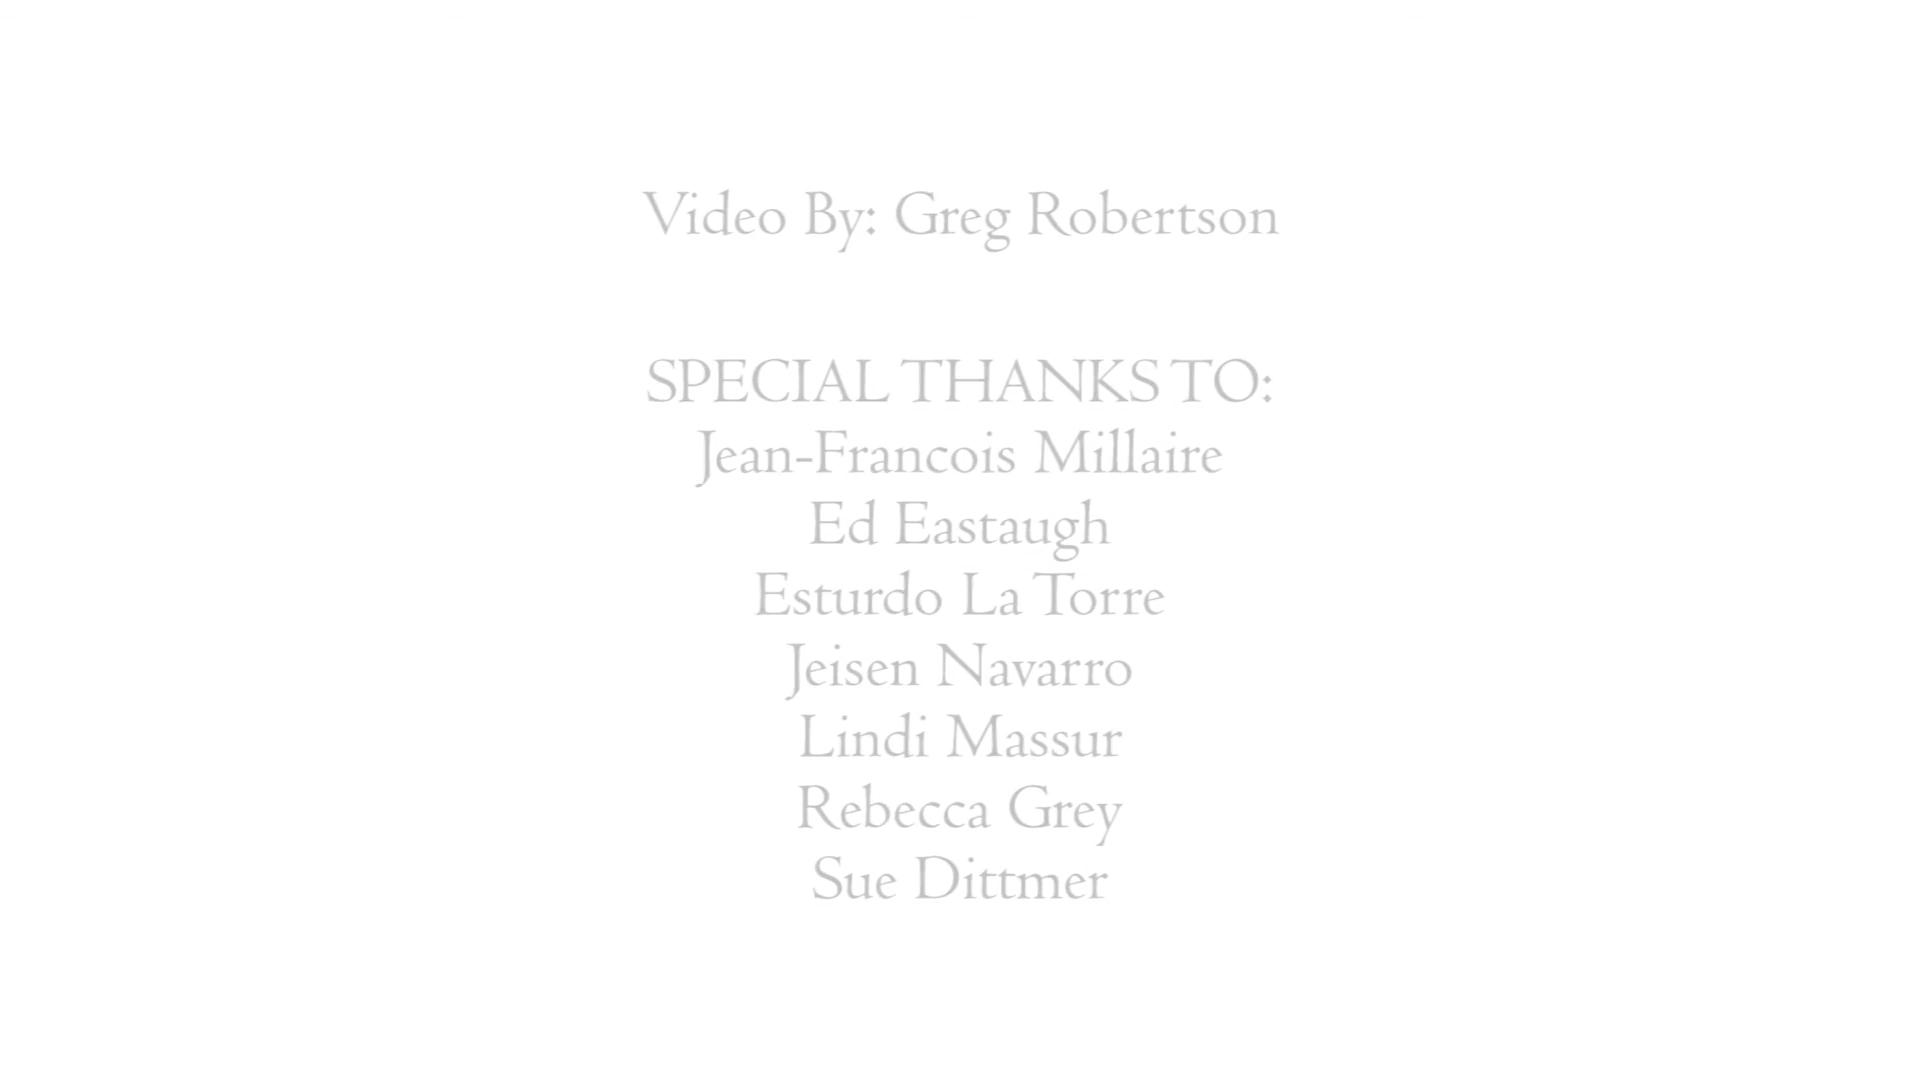 Video By: Greg Robertson
SPECIAL THANKS TO:
Jean-Francois Millaire
Ed Eastaugh
Esturdo La Torre
Jeisen Navarro
Lindi Massur
Rebecca Grey
Sue Dittmer